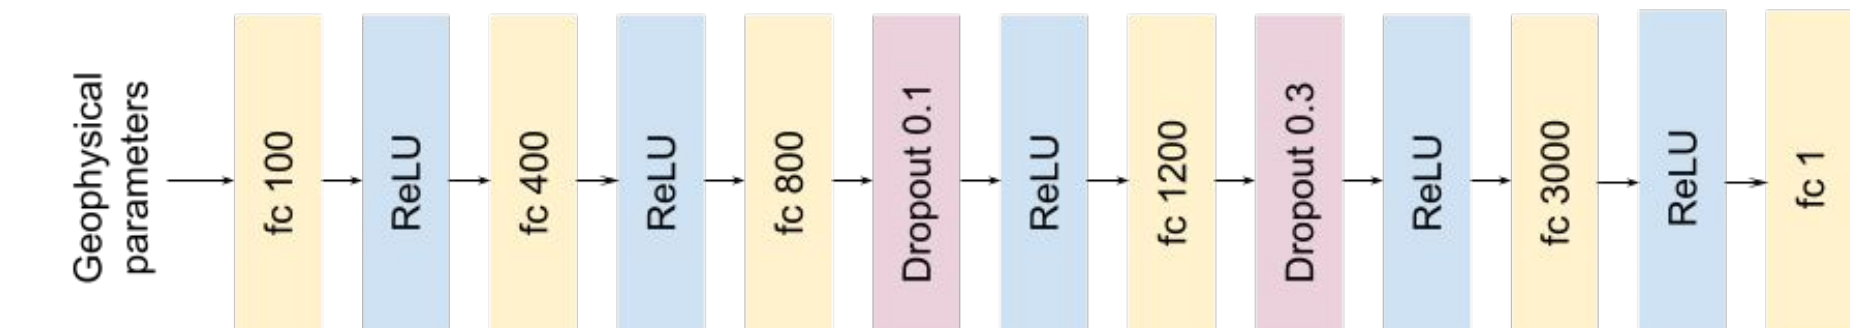 Geophysical
parameters
fc 100
ReLU
fc 400
ReLU
fc 800
Dropout 0.1
ReLU
fc 1200
Dropout 0.3
ReLU
fc 3000
ReLU
fc 1